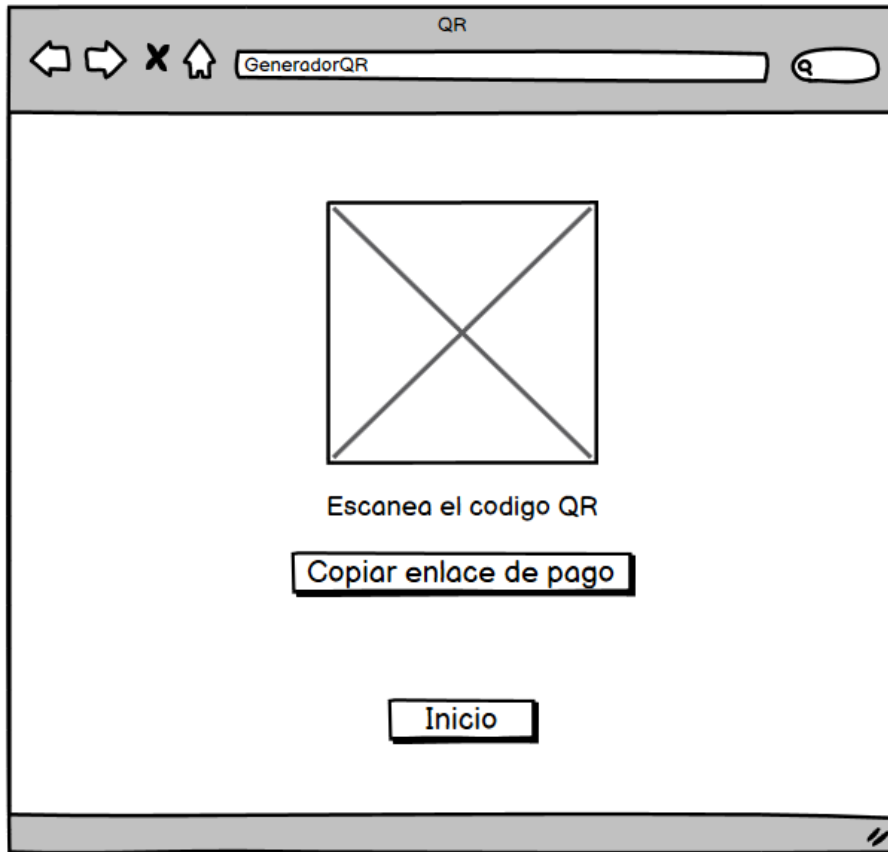 QR
GeneradorQR
Escanea el codigo QR
Copiar enlace de pago
Inicio